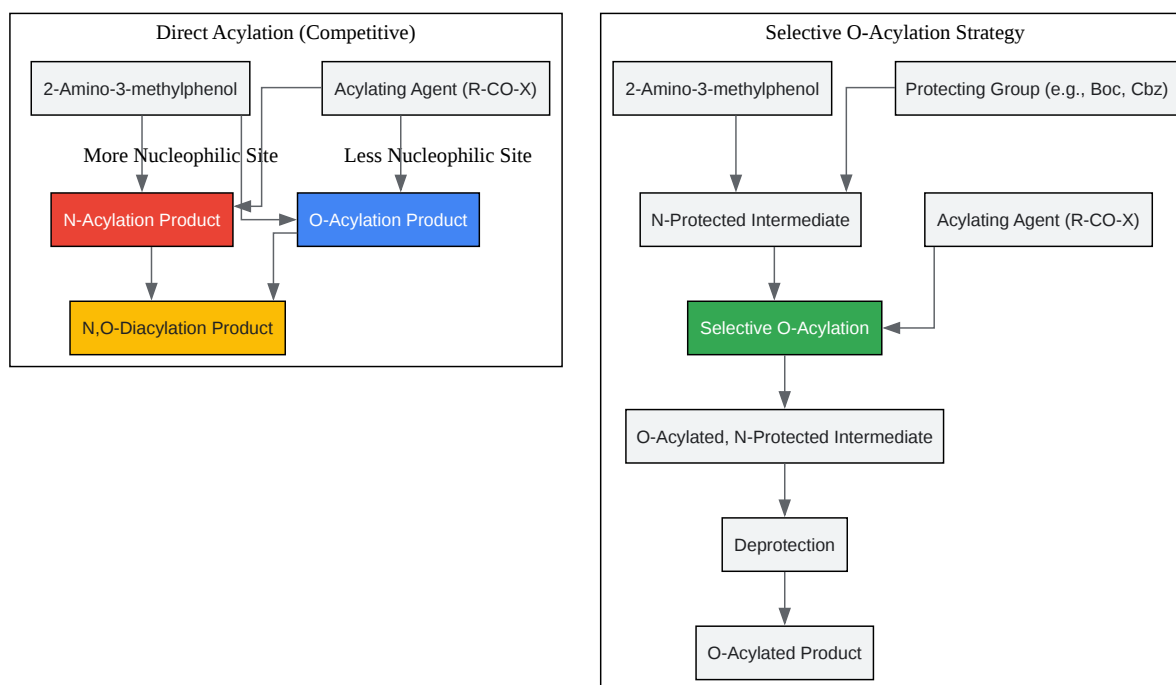 Direct Acylation (Competitive)
2-Amino-3-methylphenol
Acylating Agent (R-CO-X)
More Nucleophilic Site
Less Nucleophilic Site
N-Acylation Product
O-Acylation Product
N,O-Diacylation Product
Selective O-Acylation Strategy
2-Amino-3-methylphenol
Protecting Group (e.g., Boc, Cbz)
N-Protected Intermediate
Acylating Agent (R-CO-X)
Selective O-Acylation
O-Acylated, N-Protected Intermediate
Deprotection
O-Acylated Product